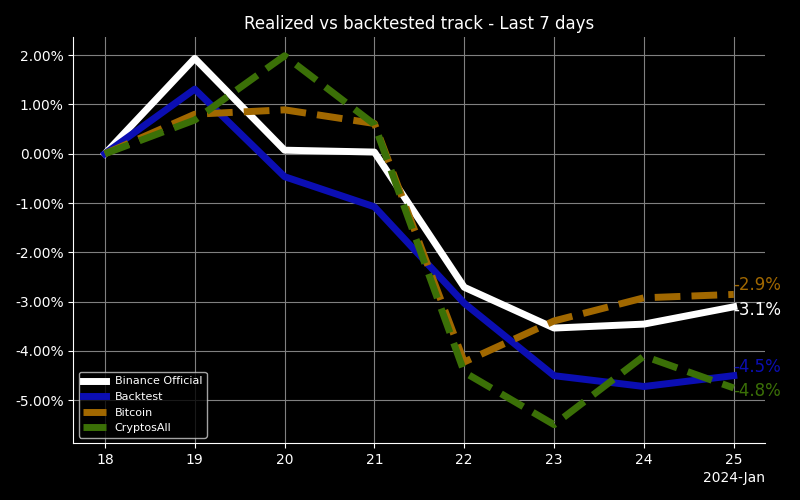 Realized vs backtested track - Last 7 days
2.00%
1.00%
0.00%
-1.00%
-2.00%
-3.00%
-4.00%
-5.00%
-2.9%
-3.1%
-4.5%
-4.8%
Binance Official
Backtest
Bitcoin
CryptosAll
18 19 20 21 22 23 24 25
2024-Jan